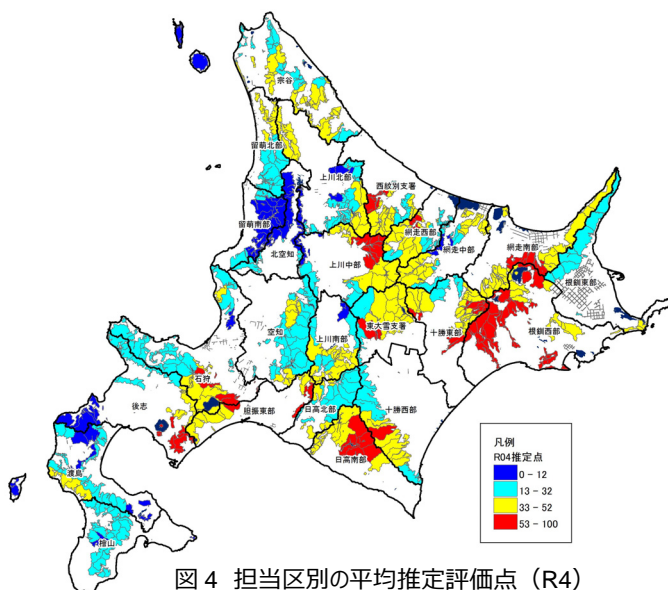 宗谷
留萌北部
上川北部
西紋別支署
留萌南部
網走西部
網走中部
網走南部
北空知
上川中部
根釧東部
空知
上川南部
東大雪支署
十勝東部
根釧西部
石狩
後志
胆振東部
日高北部
十勝西部
日高南部
渡島
檜山
凡例
R04推定点
0 - 12
13 - 32
33 - 52
53 - 100
図 4 担当区別の平均推定評価点（R4）